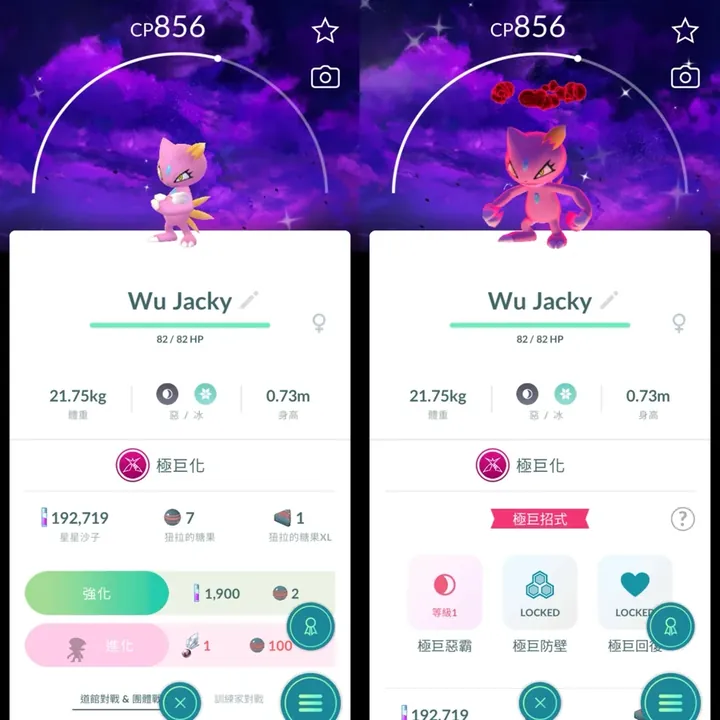 CP856
Wu Jacky
82 / 82 HP
21.75kg
體重
惡 / 冰
0.73m
身高
極巨化
192,719
星星沙子
7
狃拉的糖果
1
狃拉的糖果XL
強化
1,900
2
進化
1
100
道館對戰 & 團體戰
訓練家對戰
CP856
Wu Jacky
82 / 82 HP
21.75kg
體重
惡 / 冰
0.73m
身高
極巨化
極巨招式
?
等級1
LOCKED
LOCKED
極巨惡霸
極巨防壁
極巨回復
192,719